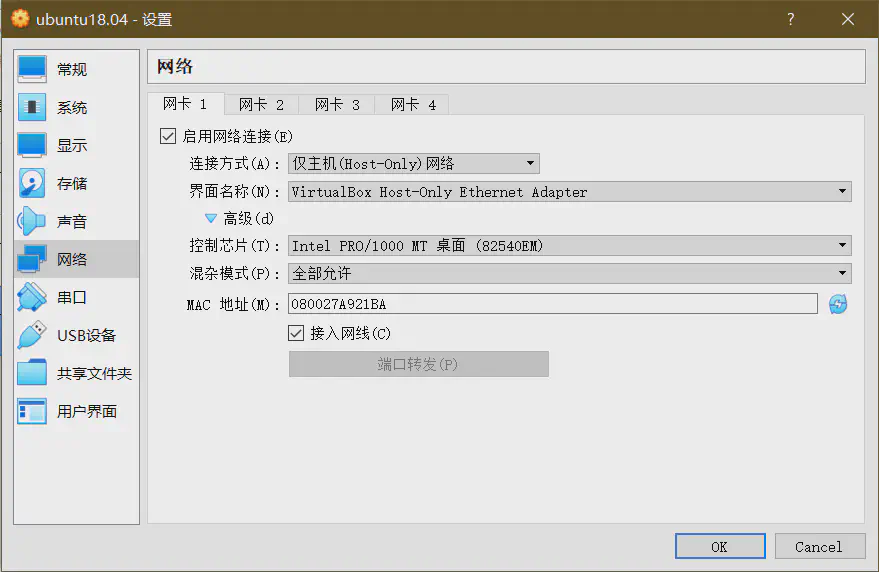 ubuntu18.04 - 设置
?
常规
系统
显示
存储
声音
网络
串口
USB设备
共享文件夹
用户界面
网络
网卡 1 网卡 2 网卡 3 网卡 4
启用网络连接(E)
连接方式(A): 仅主机(Host-Only)网络
界面名称(N): VirtualBox Host-Only Ethernet Adapter
高级(d)
控制芯片(T): Intel PRO/1000 MT 桌面 (82540EM)
混杂模式(P): 全部允许
MAC 地址(M): 080027A921BA
接入网线(C)
端口转发(P)
OK Cancel